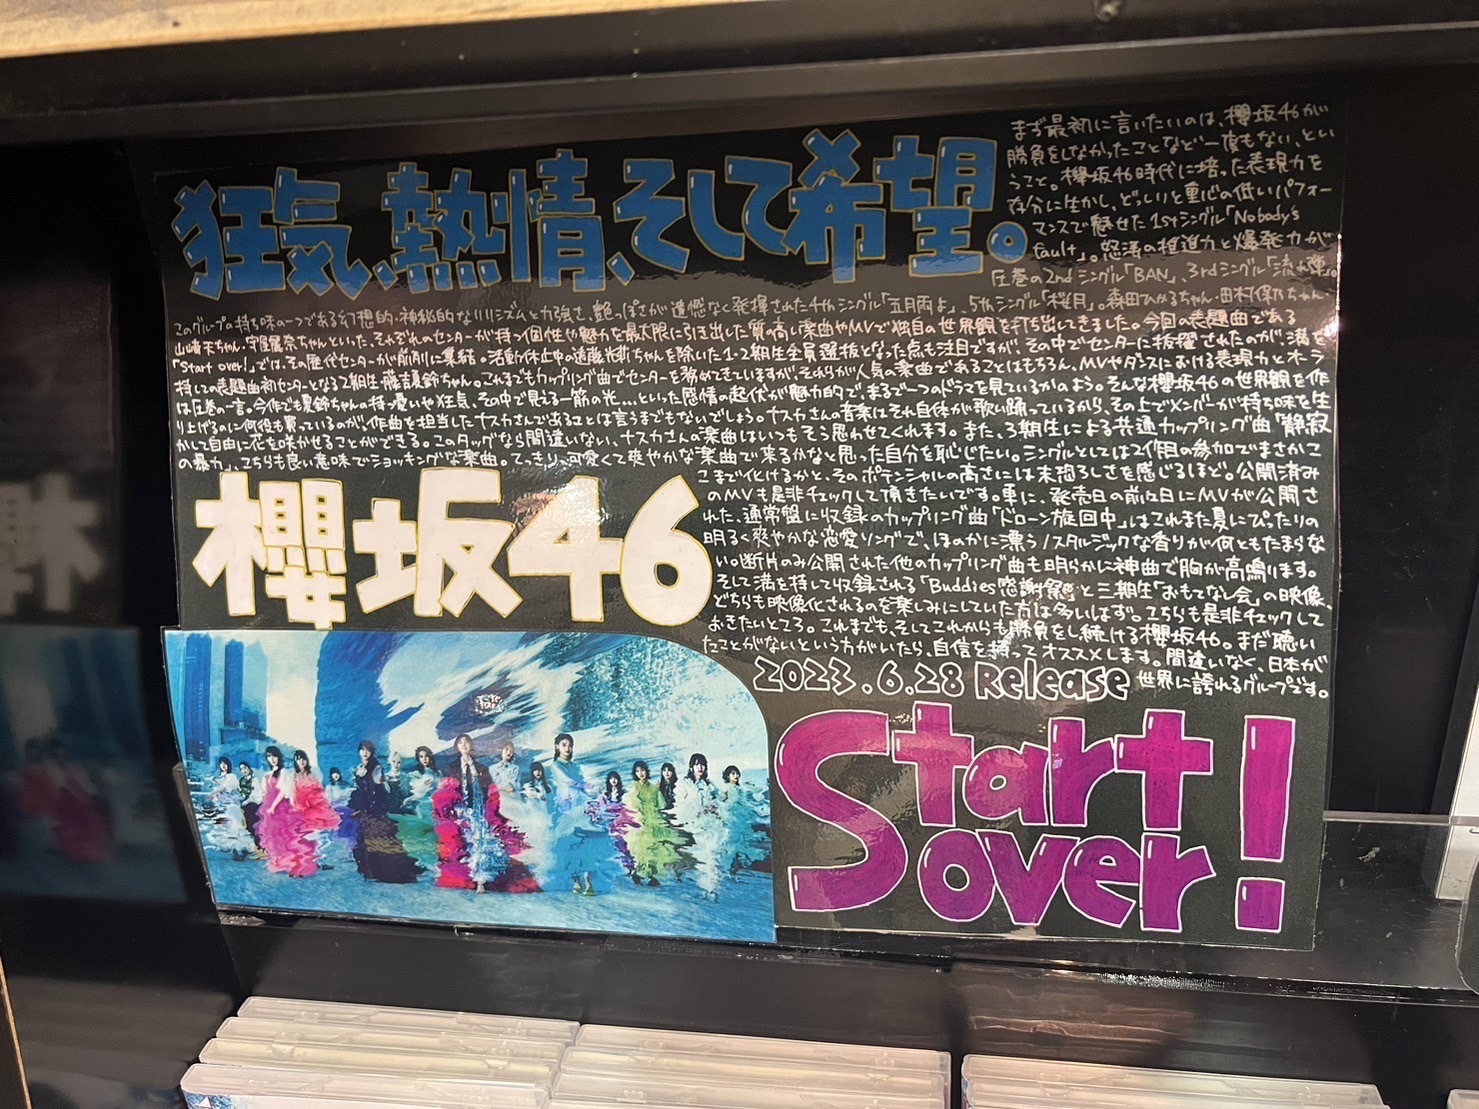 狂気、熱情、そして希望。
まず最初に言いたいのは、櫻坂46が
勝負をしなかったことなど一度もない、とい
うこと。欅坂46時代に培った表現力を
存分に生かし、どっしりと重心の低いパフォー
マンスで魅せた1stシングル「Nobody's
fault」。怒涛の推進力と爆発力が
圧巻の2ndシングル「BAN」、3rdシングル「流れ弾」。
このグループの持ち味の一つである幻想的・神秘的なリリシズムと力強さ、艶っぽさが遺憾なく発揮された4thシングル「五月雨よ」、5thシングル「桜月」。森田ひかるちゃん・田村保乃ちゃん・
山﨑天ちゃん・守屋麗奈ちゃんといった、それぞれのセンターが持つ個性や魅力を最大限に引き出した質の高い楽曲やMVで独自の世界観を打ち出してきました。今回の表題曲である
「Start over!」では、その歴代センターが前列に集結。活動休止中の遠藤光莉ちゃんを除いた1・2期生全員選抜となった点も注目ですが、その中でセンターに抜擢されたのが、満を
持しての表題曲初センターとなる2期生・藤吉夏鈴ちゃん。これまでもカップリング曲でセンターを務めてきていますが、それらが人気の楽曲であることはもちろん、MVやダンスにおける表現力とオーラ
は圧巻の一言。今作でも夏鈴ちゃんの持つ憂いや狂気、その中で見える一筋の光…といった感情の起伏が魅力的で、まるで一つのドラマを見ているかのよう。そんな櫻坂46の世界観を作
り上げるのに何役も買っているのが、作曲を担当したナスカさんであることは言うまでもないでしょう。ナスカさんの音楽はそれ自体が歌い踊っているから、その上でメンバーが持ち味を生
かして自由に花を咲かせることができる。このタッグなら間違いない、ナスカさんの楽曲はいつもそう思わせてくれます。また、3期生による共通カップリング曲「静寂
の暴力」、こちらも良い意味でショッキングな楽曲。てっきり、可愛くて爽やかな楽曲で来るかなと思った自分を恥じたい。シングルとしては2作目の参加でまさかこ
こまで化けるかと、そのポテンシャルの高さには末恐ろしさを感じるほど。公開済み
のMVも是非チェックして頂きたいです。更に、発売日の前々日にMVが公開さ
れた、通常盤に収録のカップリング曲「ドローン旋回中」はこれまた夏にぴったりの
明るく爽やかな恋愛ソングで、ほのかに漂うノスタルジックな香りが何ともたまらな
い。断片のみ公開された他のカップリング曲も明らかに神曲で胸が高鳴ります。
そして満を持して収録される「Buddies感謝祭」と三期生「おもてなし会」の映像、
どちらも映像化されるのを楽しみにしていた方は多いはず。こちらも是非チェックして
おきたいところ。これまでも、そしてこれからも勝負をし続ける櫻坂46。まだ聴い
たことがないという方がいたら、自信を持ってオススメします。間違いなく、日本が
世界に誇れるグループです。
櫻坂46
2023.6.28 Release
Start
over!